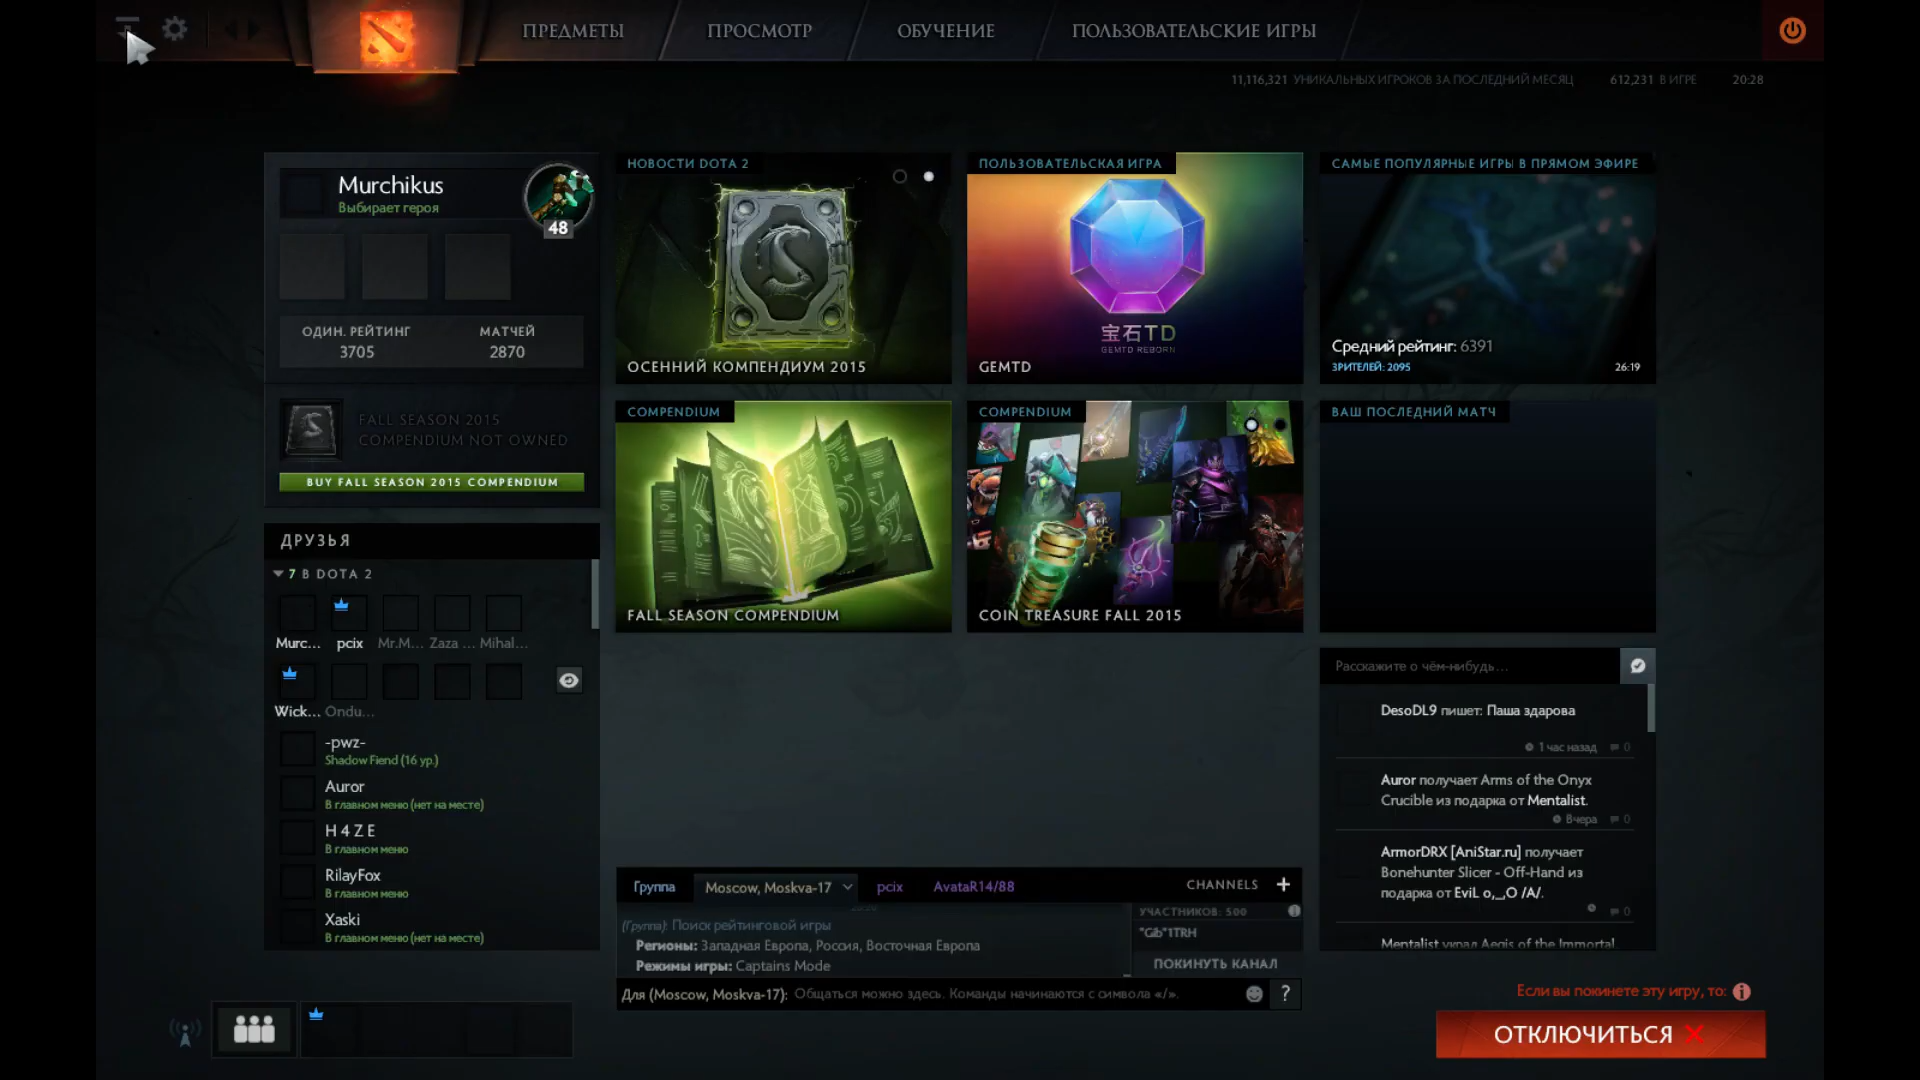 ПРЕДМЕТЫ
ПРОСМОТР
ОБУЧЕНИЕ
ПОЛЬЗОВАТЕЛЬСКИЕ ИГРЫ
11,116,321 УНИКАЛЬНЫХ ИГРОКОВ ЗА ПОСЛЕДНИЙ МЕСЯЦ
612,231 В ИГРЕ
20:28
Murchikus
Выбирает героя
48
ОДИН. РЕЙТИНГ
3705
МАТЧЕЙ
2870
FALL SEASON 2015
COMPENDIUM NOT OWNED
BUY FALL SEASON 2015 COMPENDIUM
ДРУЗЬЯ
7 В DOTA 2
Murc... pcix Mr.M... Zaza ... Mihal...
Wick... Ondu...
-pwz-
Shadow Fiend (16 ур.)
Auror
В главном меню (нет на месте)
H 4 Z E
В главном меню
RilayFox
В главном меню
Xaski
В главном меню (нет на месте)
НОВОСТИ DOTA 2
ОСЕННИЙ КОМПЕНДИУМ 2015
ПОЛЬЗОВАТЕЛЬСКАЯ ИГРА
宝石TD
GEMTD REBORN
GEMTD
САМЫЕ ПОПУЛЯРНЫЕ ИГРЫ В ПРЯМОМ ЭФИРЕ
Средний рейтинг: 6391
ЗРИТЕЛЕЙ: 2095
26:19
COMPENDIUM
FALL SEASON COMPENDIUM
COMPENDIUM
COIN TREASURE FALL 2015
ВАШ ПОСЛЕДНИЙ МАТЧ
Расскажите о чём-нибудь...
DesoDL9 пишет: Паша здарова
1 час назад 0
Auror получает Arms of the Onyx
Crucible из подарка от Mentalist.
Вчера 0
ArmorDRX [AniStar.ru] получает
Bonehunter Slicer - Off-Hand из
подарка от EviL o,_,O /A/.
0
Mentalist украл Aegis of the Immortal
Группа
Moscow, Moskva-17
pcix
AvataR14/88
CHANNELS +
(Группа): Поиск рейтинговой игры
Регионы: Западная Европа, Россия, Восточная Европа
Режимы игры: Captains Mode
УЧАСТНИКОВ: 500
"Gib"1TRH
ПОКИНУТЬ КАНАЛ
Для (Moscow, Moskva-17): Общаться можно здесь. Команды начинаются с символа «/».
?
Если вы покинете эту игру, то:
ОТКЛЮЧИТЬСЯ